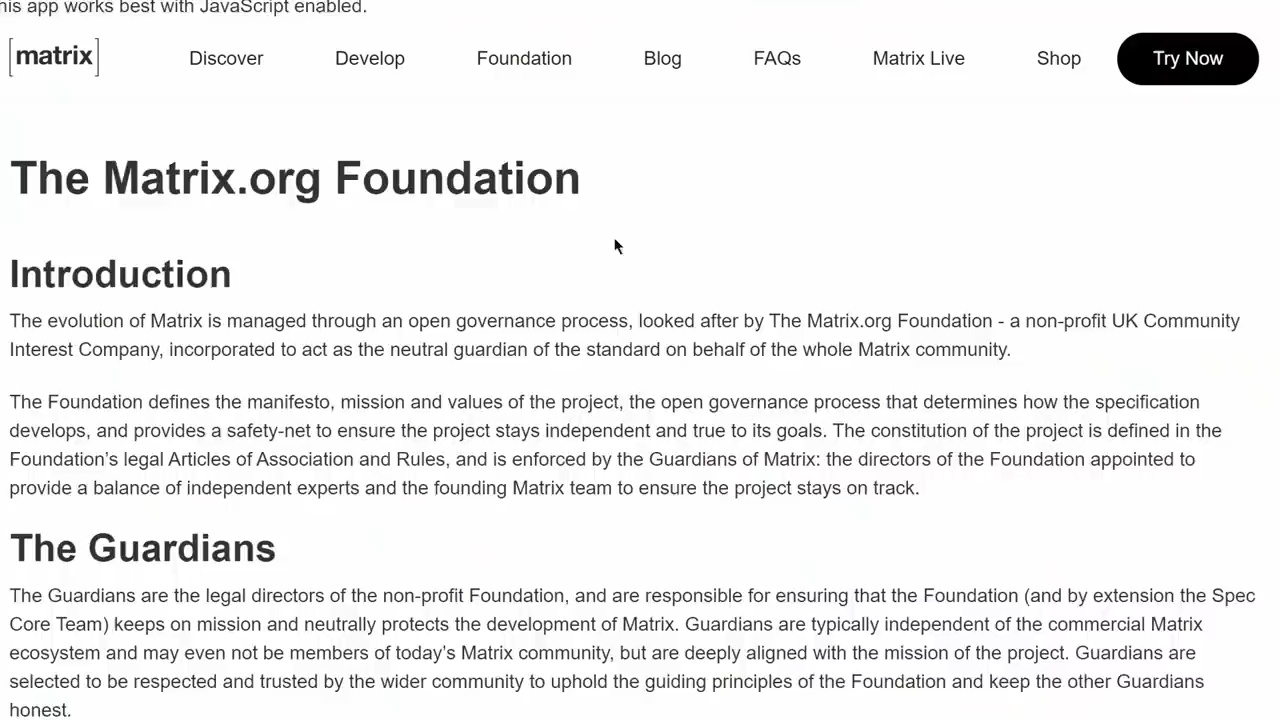 his app works best with JavaScript enabled.
[matrix] Discover Develop Foundation Blog FAQs Matrix Live Shop Try Now
The Matrix.org Foundation
Introduction
The evolution of Matrix is managed through an open governance process, looked after by The Matrix.org Foundation - a non-profit UK Community
Interest Company, incorporated to act as the neutral guardian of the standard on behalf of the whole Matrix community.
The Foundation defines the manifesto, mission and values of the project, the open governance process that determines how the specification
develops, and provides a safety-net to ensure the project stays independent and true to its goals. The constitution of the project is defined in the
Foundation’s legal Articles of Association and Rules, and is enforced by the Guardians of Matrix: the directors of the Foundation appointed to
provide a balance of independent experts and the founding Matrix team to ensure the project stays on track.
The Guardians
The Guardians are the legal directors of the non-profit Foundation, and are responsible for ensuring that the Foundation (and by extension the Spec
Core Team) keeps on mission and neutrally protects the development of Matrix. Guardians are typically independent of the commercial Matrix
ecosystem and may even not be members of today’s Matrix community, but are deeply aligned with the mission of the project. Guardians are
selected to be respected and trusted by the wider community to uphold the guiding principles of the Foundation and keep the other Guardians
honest.